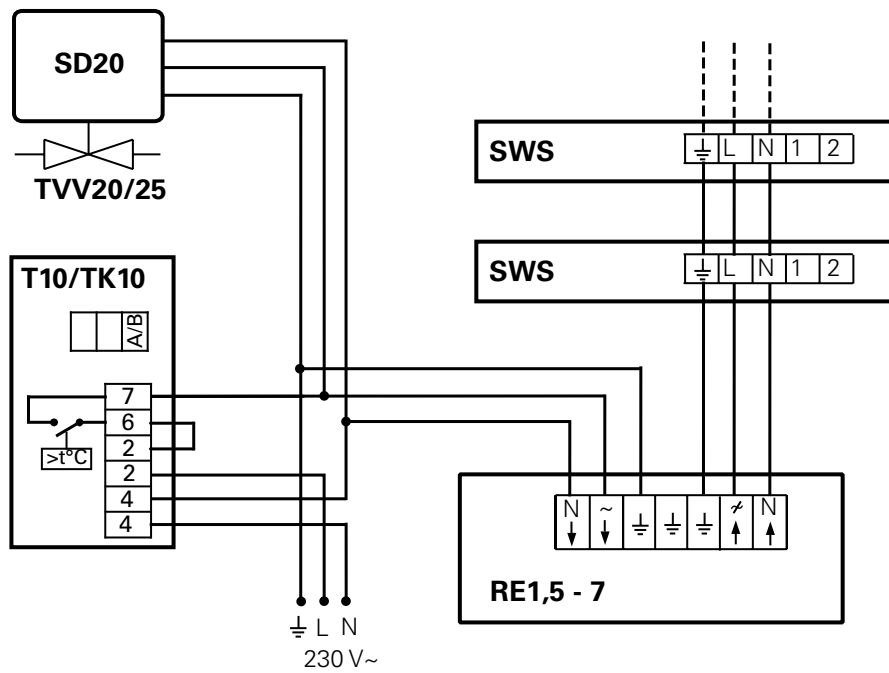 SD20
TVV20/25
SWS ⏚ L N 1 2
SWS ⏚ L N 1 2
T10/TK10
A/B
7
6
2
2
4
4
>t°C
N ~ ⏚ ⏚ ⏚ ≁ N
RE1,5 - 7
⏚ L N
230 V~